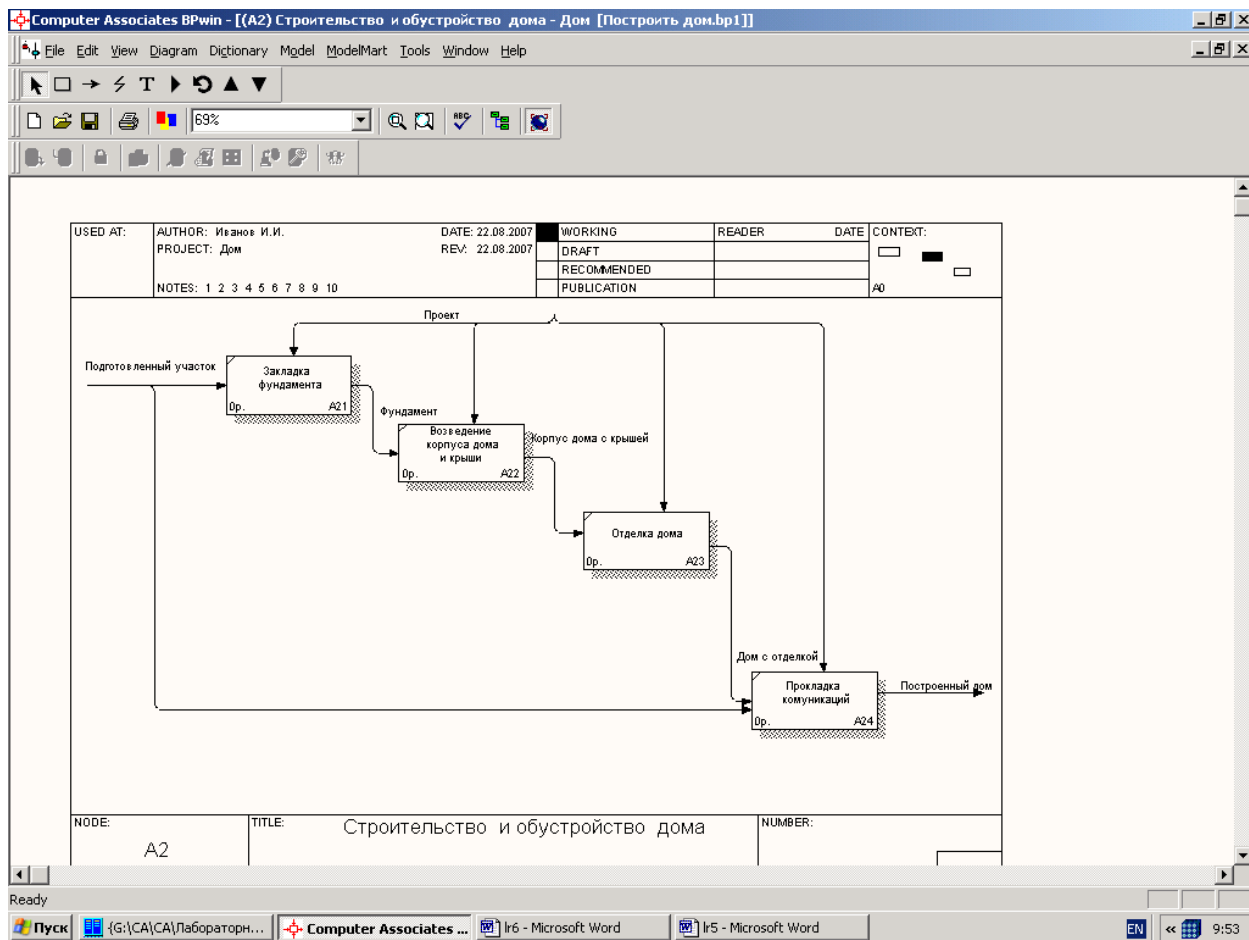 Computer Associates BPwin - [(A2) Строительство и обустройство дома - Дом [Построить дом.bp1]]
File Edit View Diagram Dictionary Model ModelMart Tools Window Help
T
69%
ABC
USED AT:
AUTHOR: Иванов И.И.
DATE: 22.08.2007
PROJECT: Дом
REV: 22.08.2007
NOTES: 1 2 3 4 5 6 7 8 9 10
WORKING
DRAFT
RECOMMENDED
PUBLICATION
READER DATE
CONTEXT:
A0
Проект
Подготовленный участок
Закладка
фундамента
0р. A21
Фундамент
Возведение
корпуса дома
и крыши
0р. A22
Корпус дома с крышей
Отделка дома
0р. A23
Дом с отделкой
Прокладка
комуникаций
0р. A24
Построенный дом
NODE:
A2
TITLE:
Строительство и обустройство дома
NUMBER:
Ready
Пуск
{G:\CA\CA\Лабораторн...
Computer Associates ...
lr6 - Microsoft Word
lr5 - Microsoft Word
EN
«
9:53